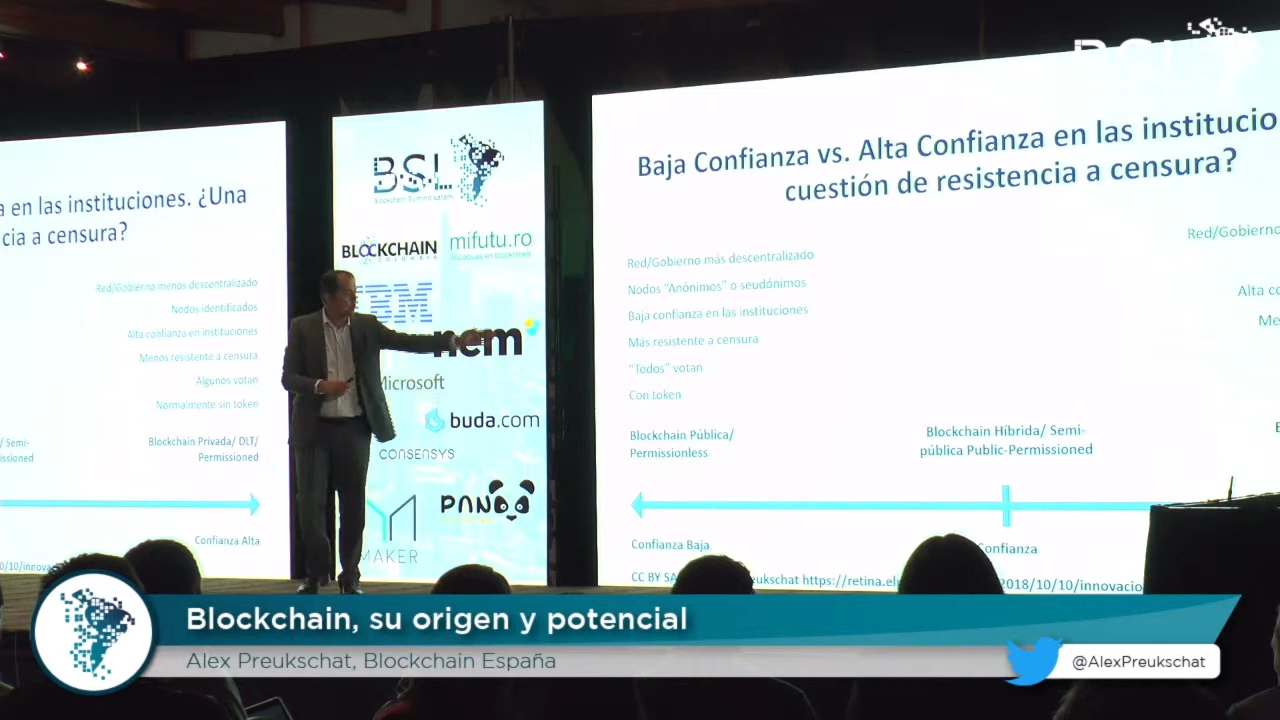 BSL
a en las instituciones. ¿Una
cia a censura?
Red/Gobierno menos descentralizado
Nodos identificados
Alta confianza en instituciones
Menos resistente a censura
Algunos votan
Normalmente sin token
/ Semi-
issioned
Blockchain Privada/ DLT/
Permissioned
Confianza Alta
0/10/innova
BSL
Blockchain Summit Latam
BLOCKCHAIN
COLOMBIA
mifutu.ro
IBM
nem
Microsoft
buda.com
CONSENSYS
PANDA
MAKER
Baja Confianza vs. Alta Confianza en las institucio
cuestión de resistencia a censura?
Red/Gobierno más descentralizado
Nodos "Anónimos" o seudónimos
Baja confianza en las instituciones
Más resistente a censura
"Todos" votan
Con token
Red/Gobierno
Alta co
Me
Blockchain Pública/
Permissionless
Blockchain Híbrida/ Semi-
pública Public-Permissioned
Confianza Baja
Confianza
CC BY SA
eukschat https://retina.el
2018/10/10/innovacio
Blockchain, su origen y potencial
Alex Preukschat, Blockchain España
@AlexPreukschat